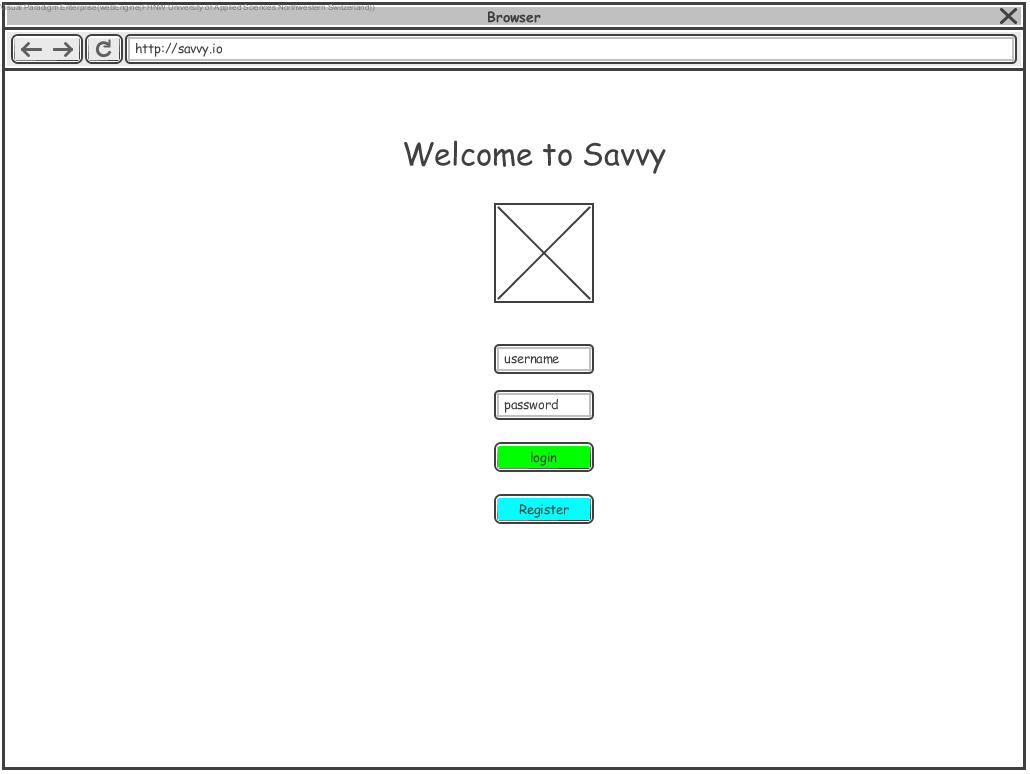 Visual Paradigm Enterprise(webEngine(FHNW University of Applied Sciences Northwestern Switzerland))
Browser
http://savvy.io
Welcome to Savvy
username
password
login
Register